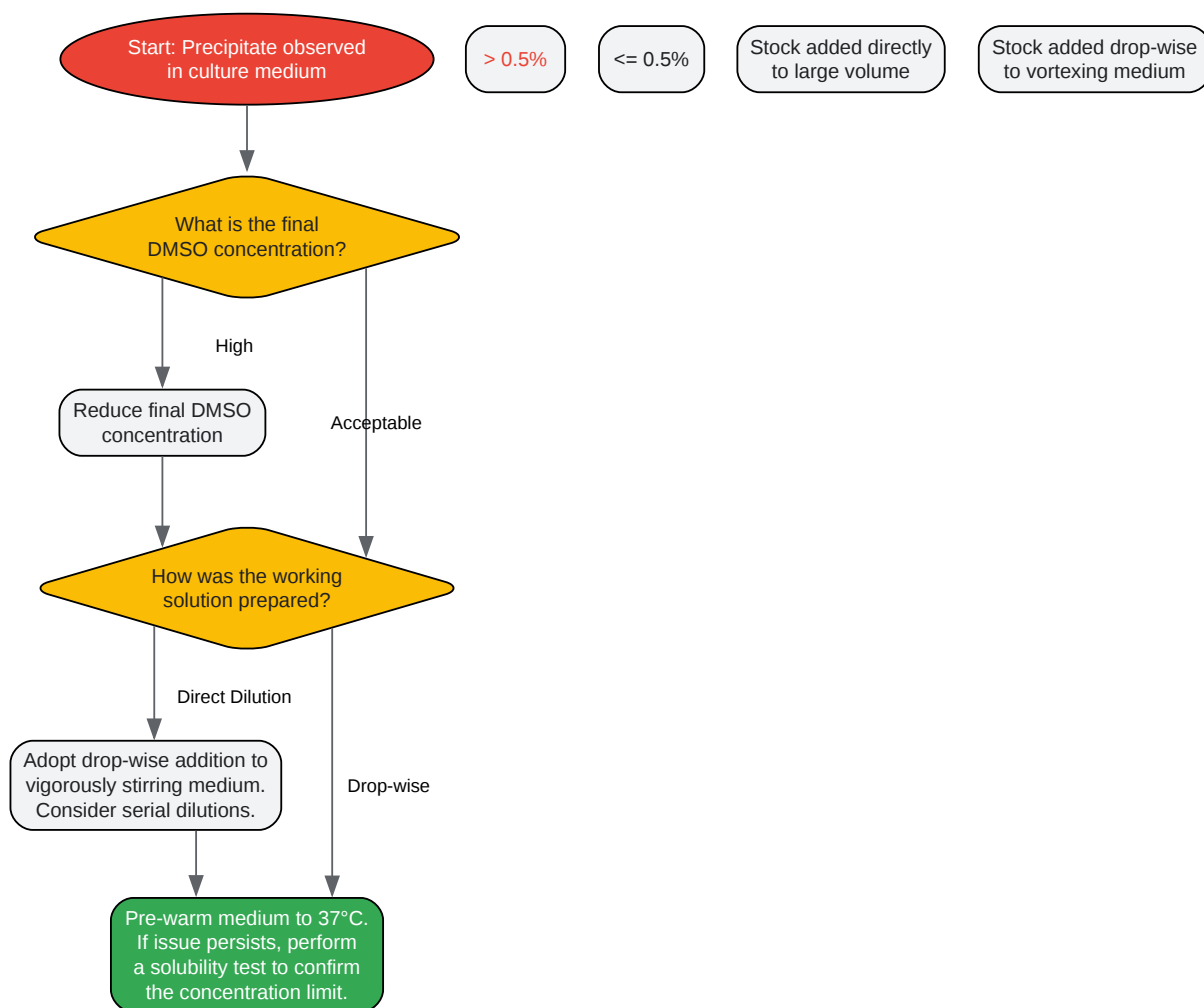 Start: Precipitate observed
in culture medium
> 0.5%
<= 0.5%
Stock added directly
to large volume
Stock added drop-wise
to vortexing medium
What is the final
DMSO concentration?
High
Reduce final DMSO
concentration
Acceptable
How was the working
solution prepared?
Direct Dilution
Adopt drop-wise addition to
vigorously stirring medium.
Consider serial dilutions.
Drop-wise
Pre-warm medium to 37°C.
If issue persists, perform
a solubility test to confirm
the concentration limit.